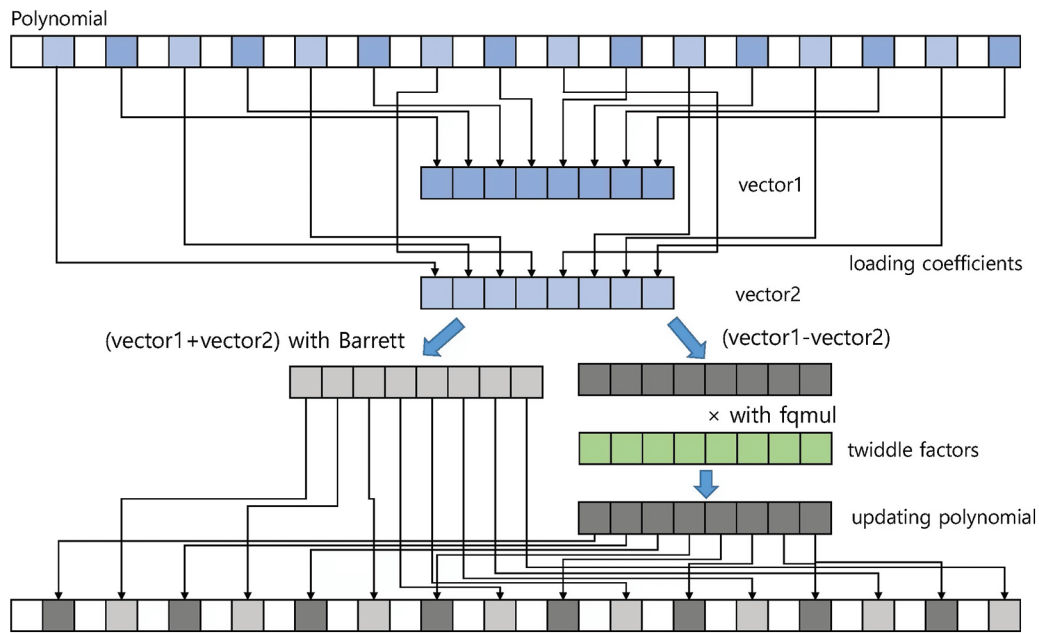 Polynomial
vector1
loading coefficients
vector2
(vector1+vector2) with Barrett
(vector1-vector2)
× with fqmul
twiddle factors
updating polynomial